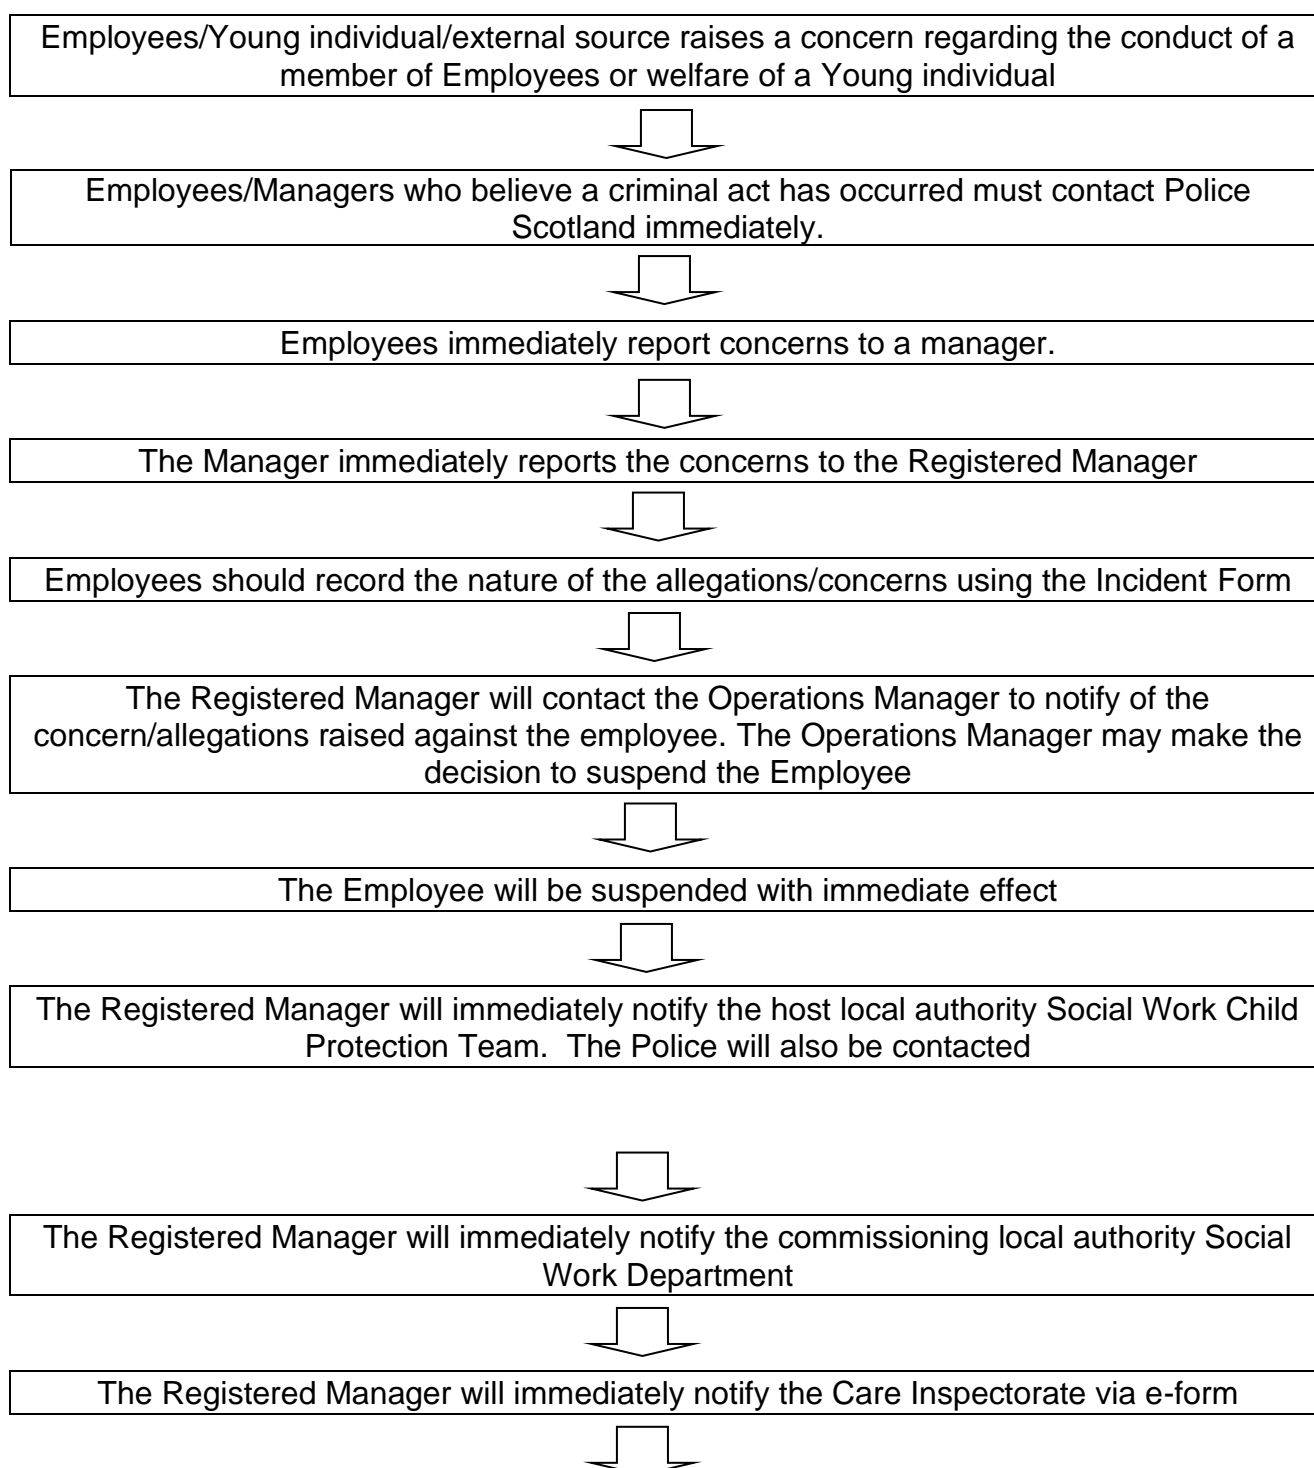 Employees/Young individual/external source raises a concern regarding the conduct of a
member of Employees or welfare of a Young individual
Employees/Managers who believe a criminal act has occurred must contact Police
Scotland immediately.
Employees immediately report concerns to a manager.
The Manager immediately reports the concerns to the Registered Manager
Employees should record the nature of the allegations/concerns using the Incident Form
The Registered Manager will contact the Operations Manager to notify of the
concern/allegations raised against the employee. The Operations Manager may make the
decision to suspend the Employee
The Employee will be suspended with immediate effect
The Registered Manager will immediately notify the host local authority Social Work Child
Protection Team.  The Police will also be contacted
The Registered Manager will immediately notify the commissioning local authority Social
Work Department
The Registered Manager will immediately notify the Care Inspectorate via e-form